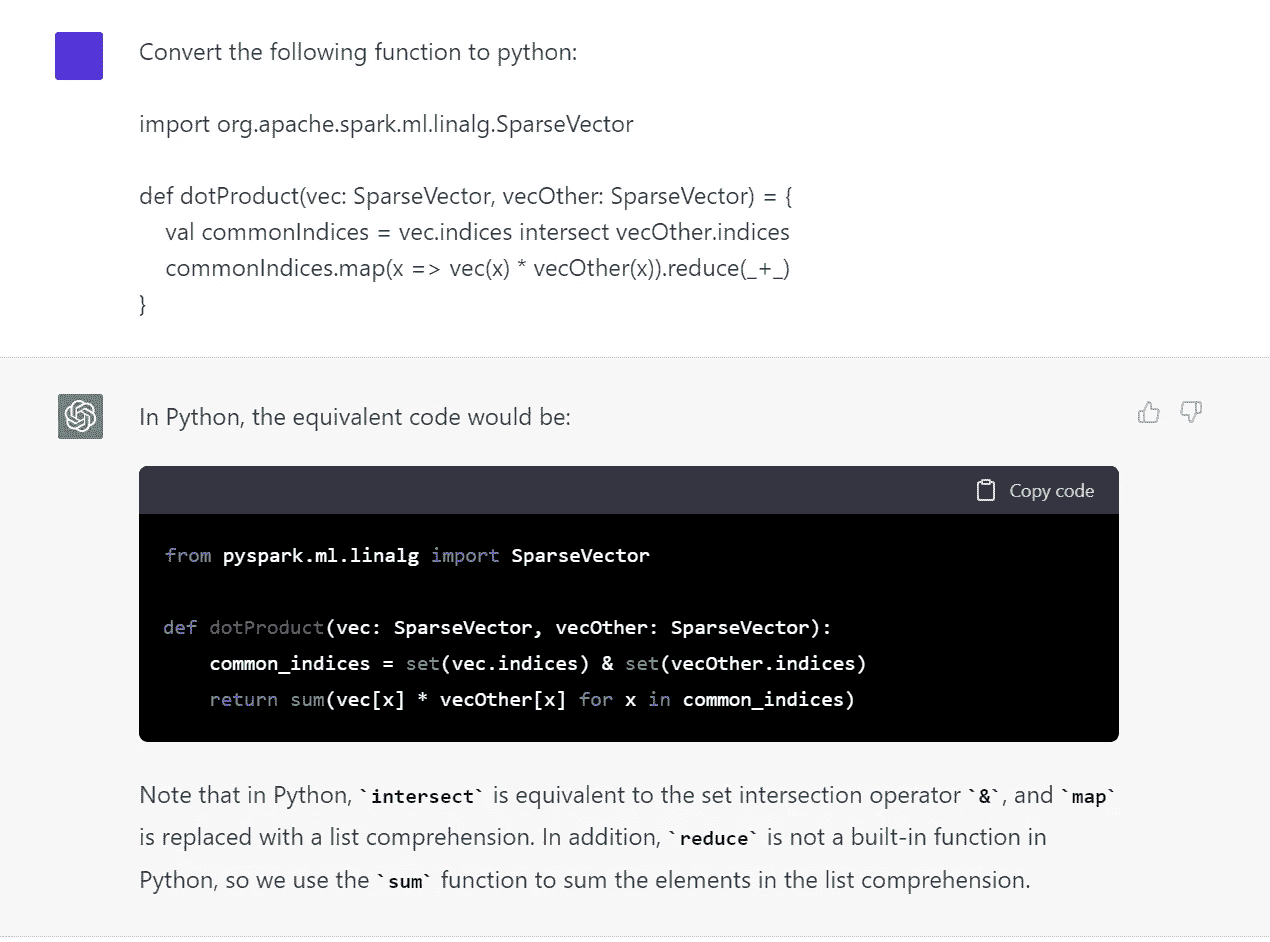 Convert the following function to python:
import org.apache.spark.ml.linalg.SparseVector
def dotProduct(vec: SparseVector, vecOther: SparseVector) = {
    val commonIndices = vec.indices intersect vecOther.indices
    commonIndices.map(x => vec(x) * vecOther(x)).reduce(_+_)
}
In Python, the equivalent code would be:
Copy code
from pyspark.ml.linalg import SparseVector
def dotProduct(vec: SparseVector, vecOther: SparseVector):
    common_indices = set(vec.indices) & set(vecOther.indices)
    return sum(vec[x] * vecOther[x] for x in common_indices)
Note that in Python, `intersect` is equivalent to the set intersection operator `&`, and `map`
is replaced with a list comprehension. In addition, `reduce` is not a built-in function in
Python, so we use the `sum` function to sum the elements in the list comprehension.